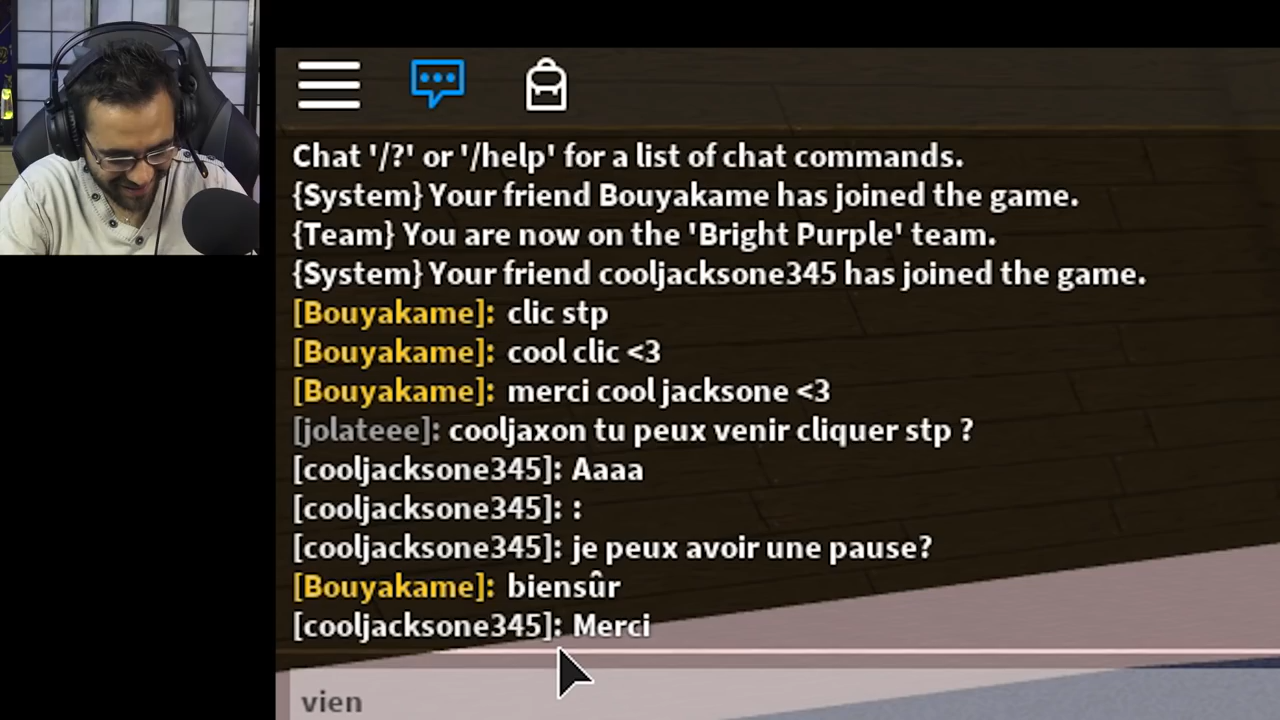 Chat '/?' or '/help' for a list of chat commands.
{System} Your friend Bouyakame has joined the game.
{Team} You are now on the 'Bright Purple' team.
{System} Your friend cooljacksone345 has joined the game.
[Bouyakame]: clic stp
[Bouyakame]: cool clic <3
[Bouyakame]: merci cool jacksone <3
[jolateee]: cooljaxon tu peux venir cliquer stp ?
[cooljacksone345]: Aaaa
[cooljacksone345]: :
[cooljacksone345]: je peux avoir une pause?
[Bouyakame]: biensûr
[cooljacksone345]: Merci
vien